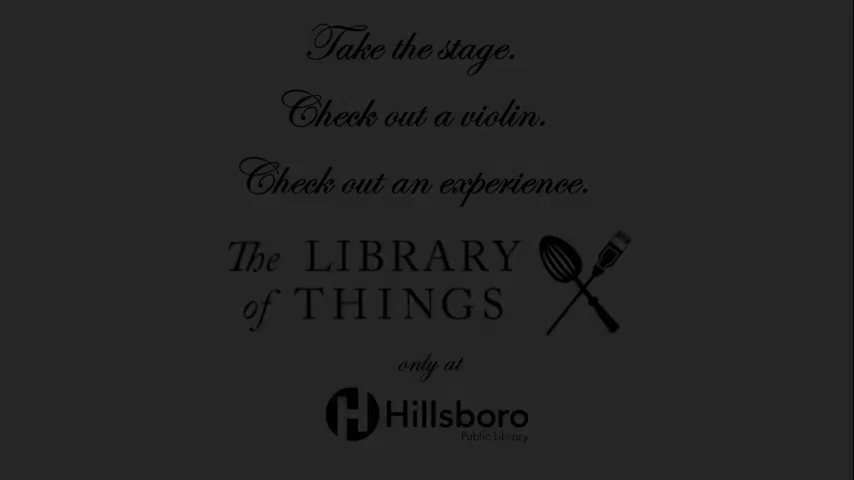 Take the stage.
Check out a violin.
Check out an experience.
The LIBRARY
of THINGS
only at
Hillsboro
Public Library